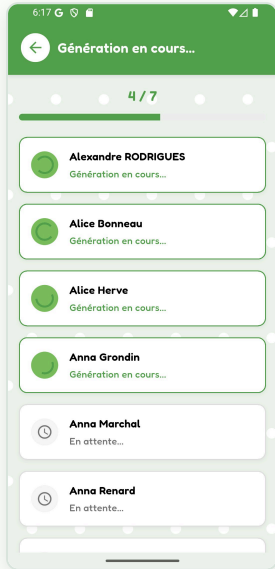 6:17 G
Génération en cours...
4 / 7
Alexandre RODRIGUES
Génération en cours...
Alice Bonneau
Génération en cours...
Alice Herve
Génération en cours...
Anna Grondin
Génération en cours...
Anna Marchal
En attente...
Anna Renard
En attente...